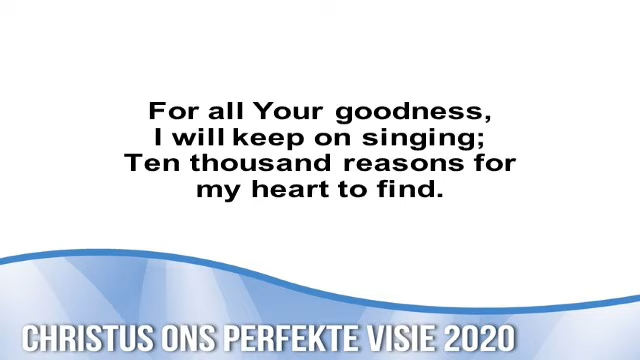 For all Your goodness,
I will keep on singing;
Ten thousand reasons for
my heart to find.
CHRISTUS ONS PERFEKTE VISIE 2020